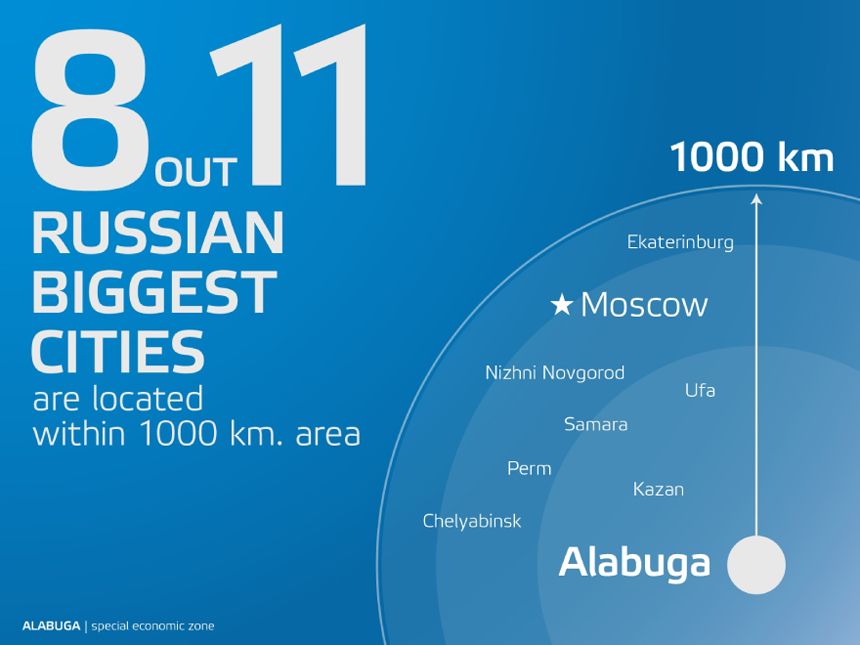 8 OUT 11
RUSSIAN
BIGGEST
CITIES
are located
within 1000 km. area
1000 km
Ekaterinburg
★ Moscow
Nizhni Novgorod
Ufa
Samara
Perm
Kazan
Chelyabinsk
Alabuga
ALABUGA | special economic zone